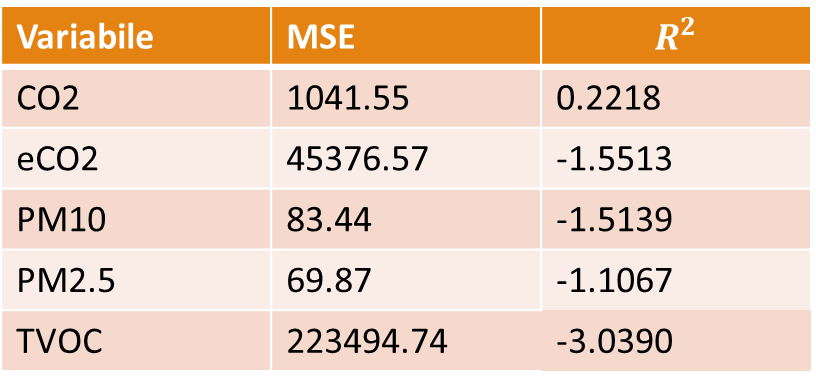 Variabile MSE R²
CO2 1041.55 0.2218
eCO2 45376.57 -1.5513
PM10 83.44 -1.5139
PM2.5 69.87 -1.1067
TVOC 223494.74 -3.0390